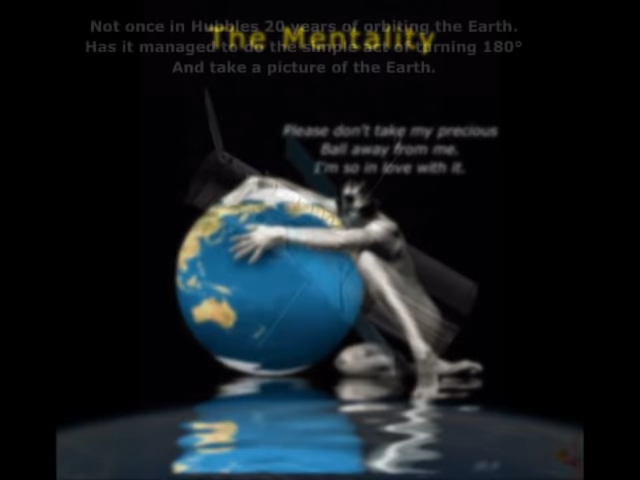 Not once in Hubbles 20 years of orbiting the Earth.
The Mentality
Has it managed to do the simple act of turning 180°
And take a picture of the Earth.
Please don't take my precious
Ball away from me.
I'm so in love with it.